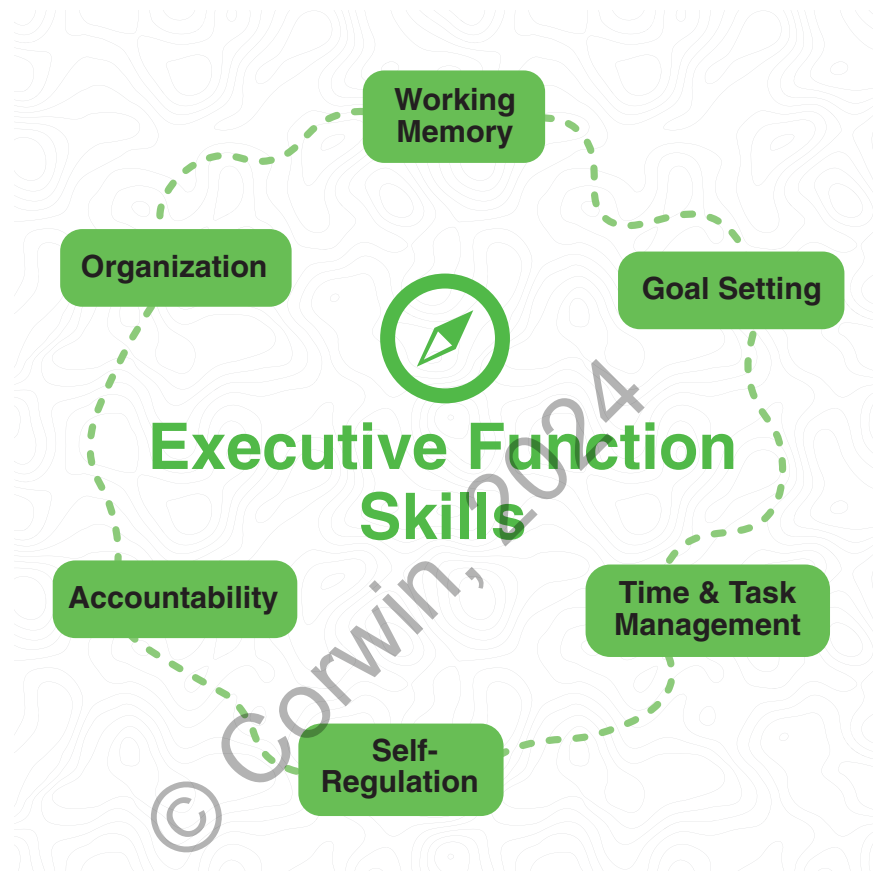 Working
Memory
Organization
Goal Setting
Executive Function
Skills
Accountability
Time & Task
Management
Self-
Regulation
© Corwin, 2024